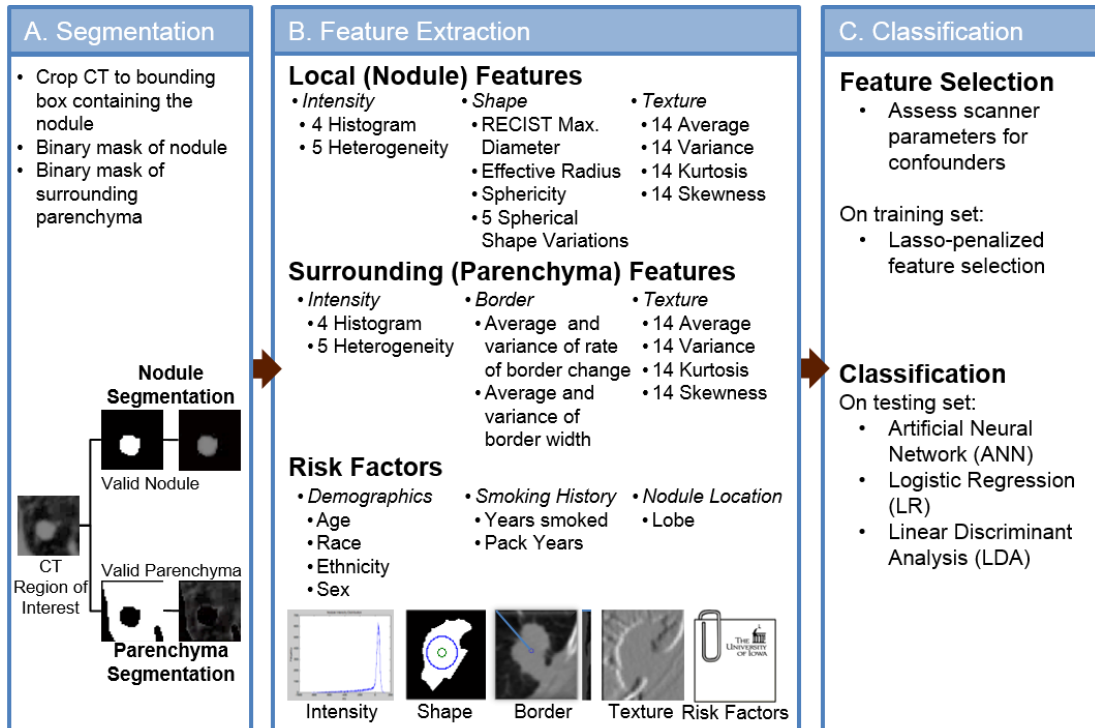 A. Segmentation
• Crop CT to bounding
box containing the
nodule
• Binary mask of nodule
• Binary mask of
surrounding
parenchyma
Nodule
Segmentation
Valid Nodule
CT
Region of
Interest
Valid Parenchyma
Parenchyma
Segmentation
B. Feature Extraction
Local (Nodule) Features
• Intensity
• 4 Histogram
• 5 Heterogeneity
• Shape
• RECIST Max.
Diameter
• Effective Radius
• Sphericity
• 5 Spherical
Shape Variations
• Texture
• 14 Average
• 14 Variance
• 14 Kurtosis
• 14 Skewness
Surrounding (Parenchyma) Features
• Intensity
• 4 Histogram
• 5 Heterogeneity
• Border
• Average and
variance of rate
of border change
• Average and
variance of
border width
• Texture
• 14 Average
• 14 Variance
• 14 Kurtosis
• 14 Skewness
Risk Factors
• Demographics
• Age
• Race
• Ethnicity
• Sex
• Smoking History
• Years smoked
• Pack Years
• Nodule Location
• Lobe
THE
UNIVERSITY
OF IOWA
Intensity
Shape
Border
Texture
Risk Factors
C. Classification
Feature Selection
• Assess scanner
parameters for
confounders
On training set:
• Lasso-penalized
feature selection
Classification
On testing set:
• Artificial Neural
Network (ANN)
• Logistic Regression
(LR)
• Linear Discriminant
Analysis (LDA)